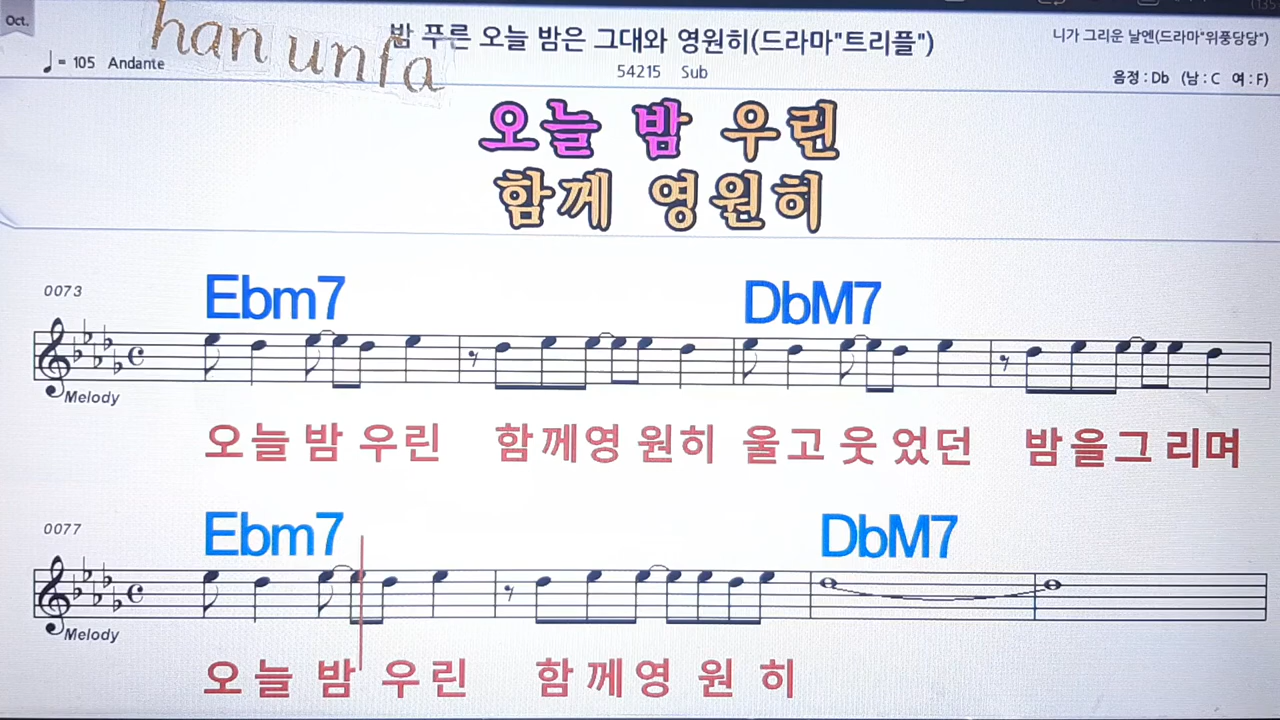 Oct.
han unfa
밤 푸른 오늘 밤은 그대와 영원히(드라마"트리플")
니가 그리운 날엔(드라마"위풍당당")
♩= 105 Andante
54215 Sub
음정 : Db (남 : C 여 : F)
오늘 밤 우린
함께 영원히
0073
Ebm7 DbM7
Melody
오늘 밤 우린 함께영 원히 울고 웃 었던 밤을그 리며
0077
Ebm7 DbM7
Melody
오늘 밤 우린 함께영 원 히